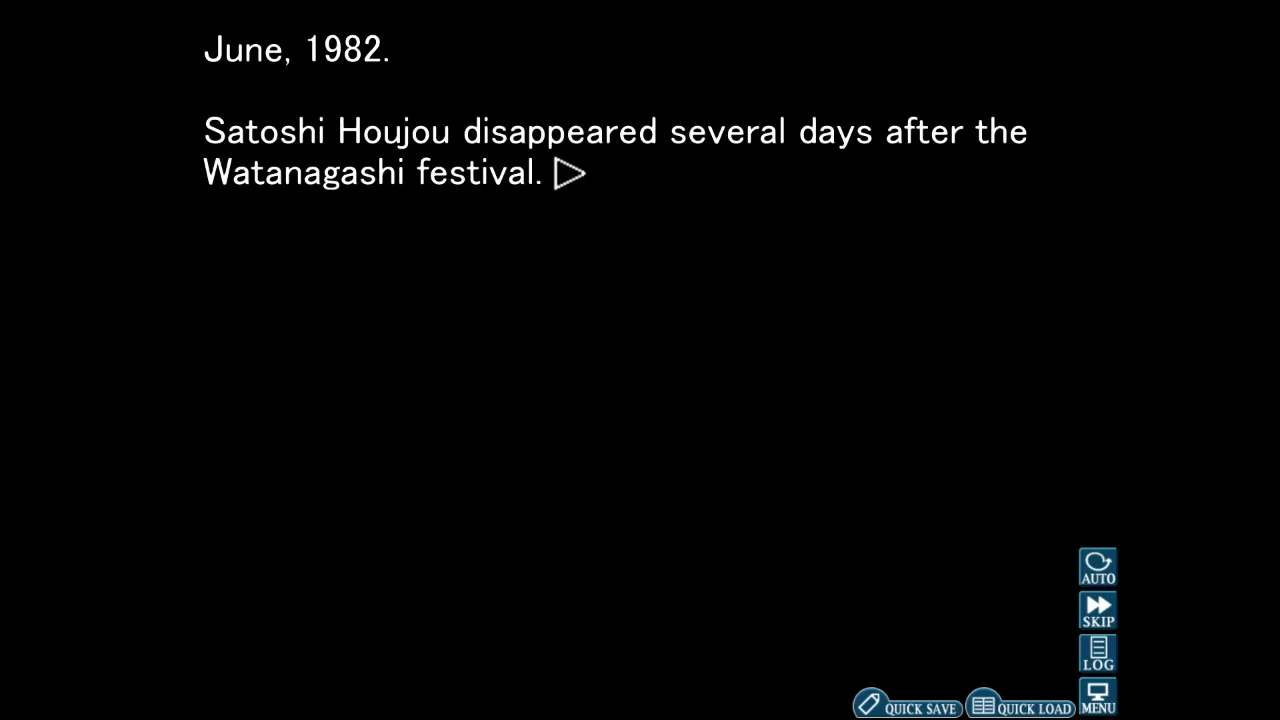 June, 1982.
Satoshi Houjou disappeared several days after the
Watanagashi festival.
AUTO
SKIP
LOG
MENU
QUICK SAVE
QUICK LOAD